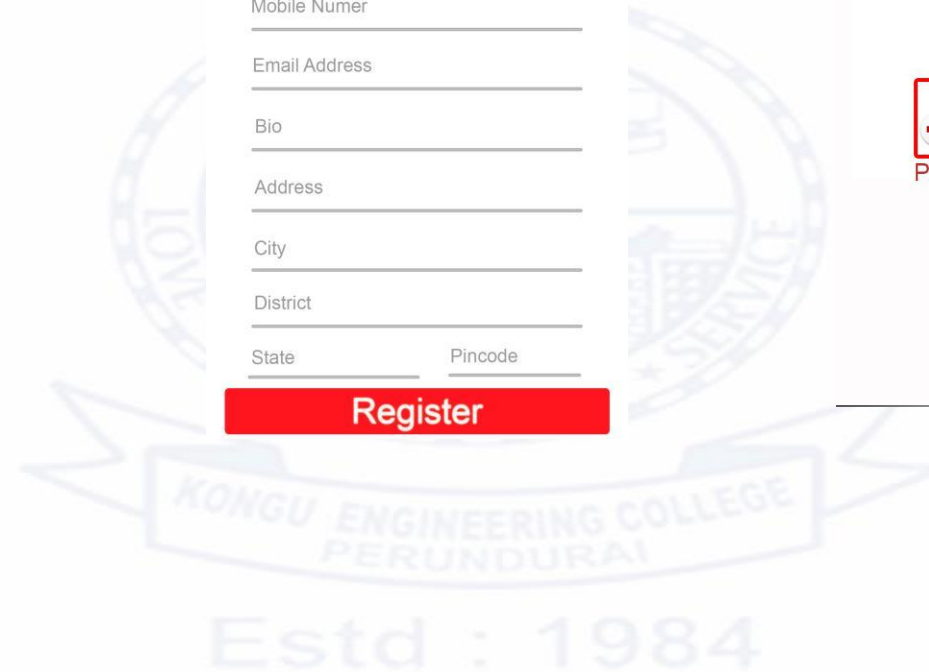 Mobile Numer
Email Address
Bio
Address
City
District
State Pincode
Register
LOVE
SERVICE
KONGU ENGINEERING COLLEGE
PERUNDURAI
Estd : 1984